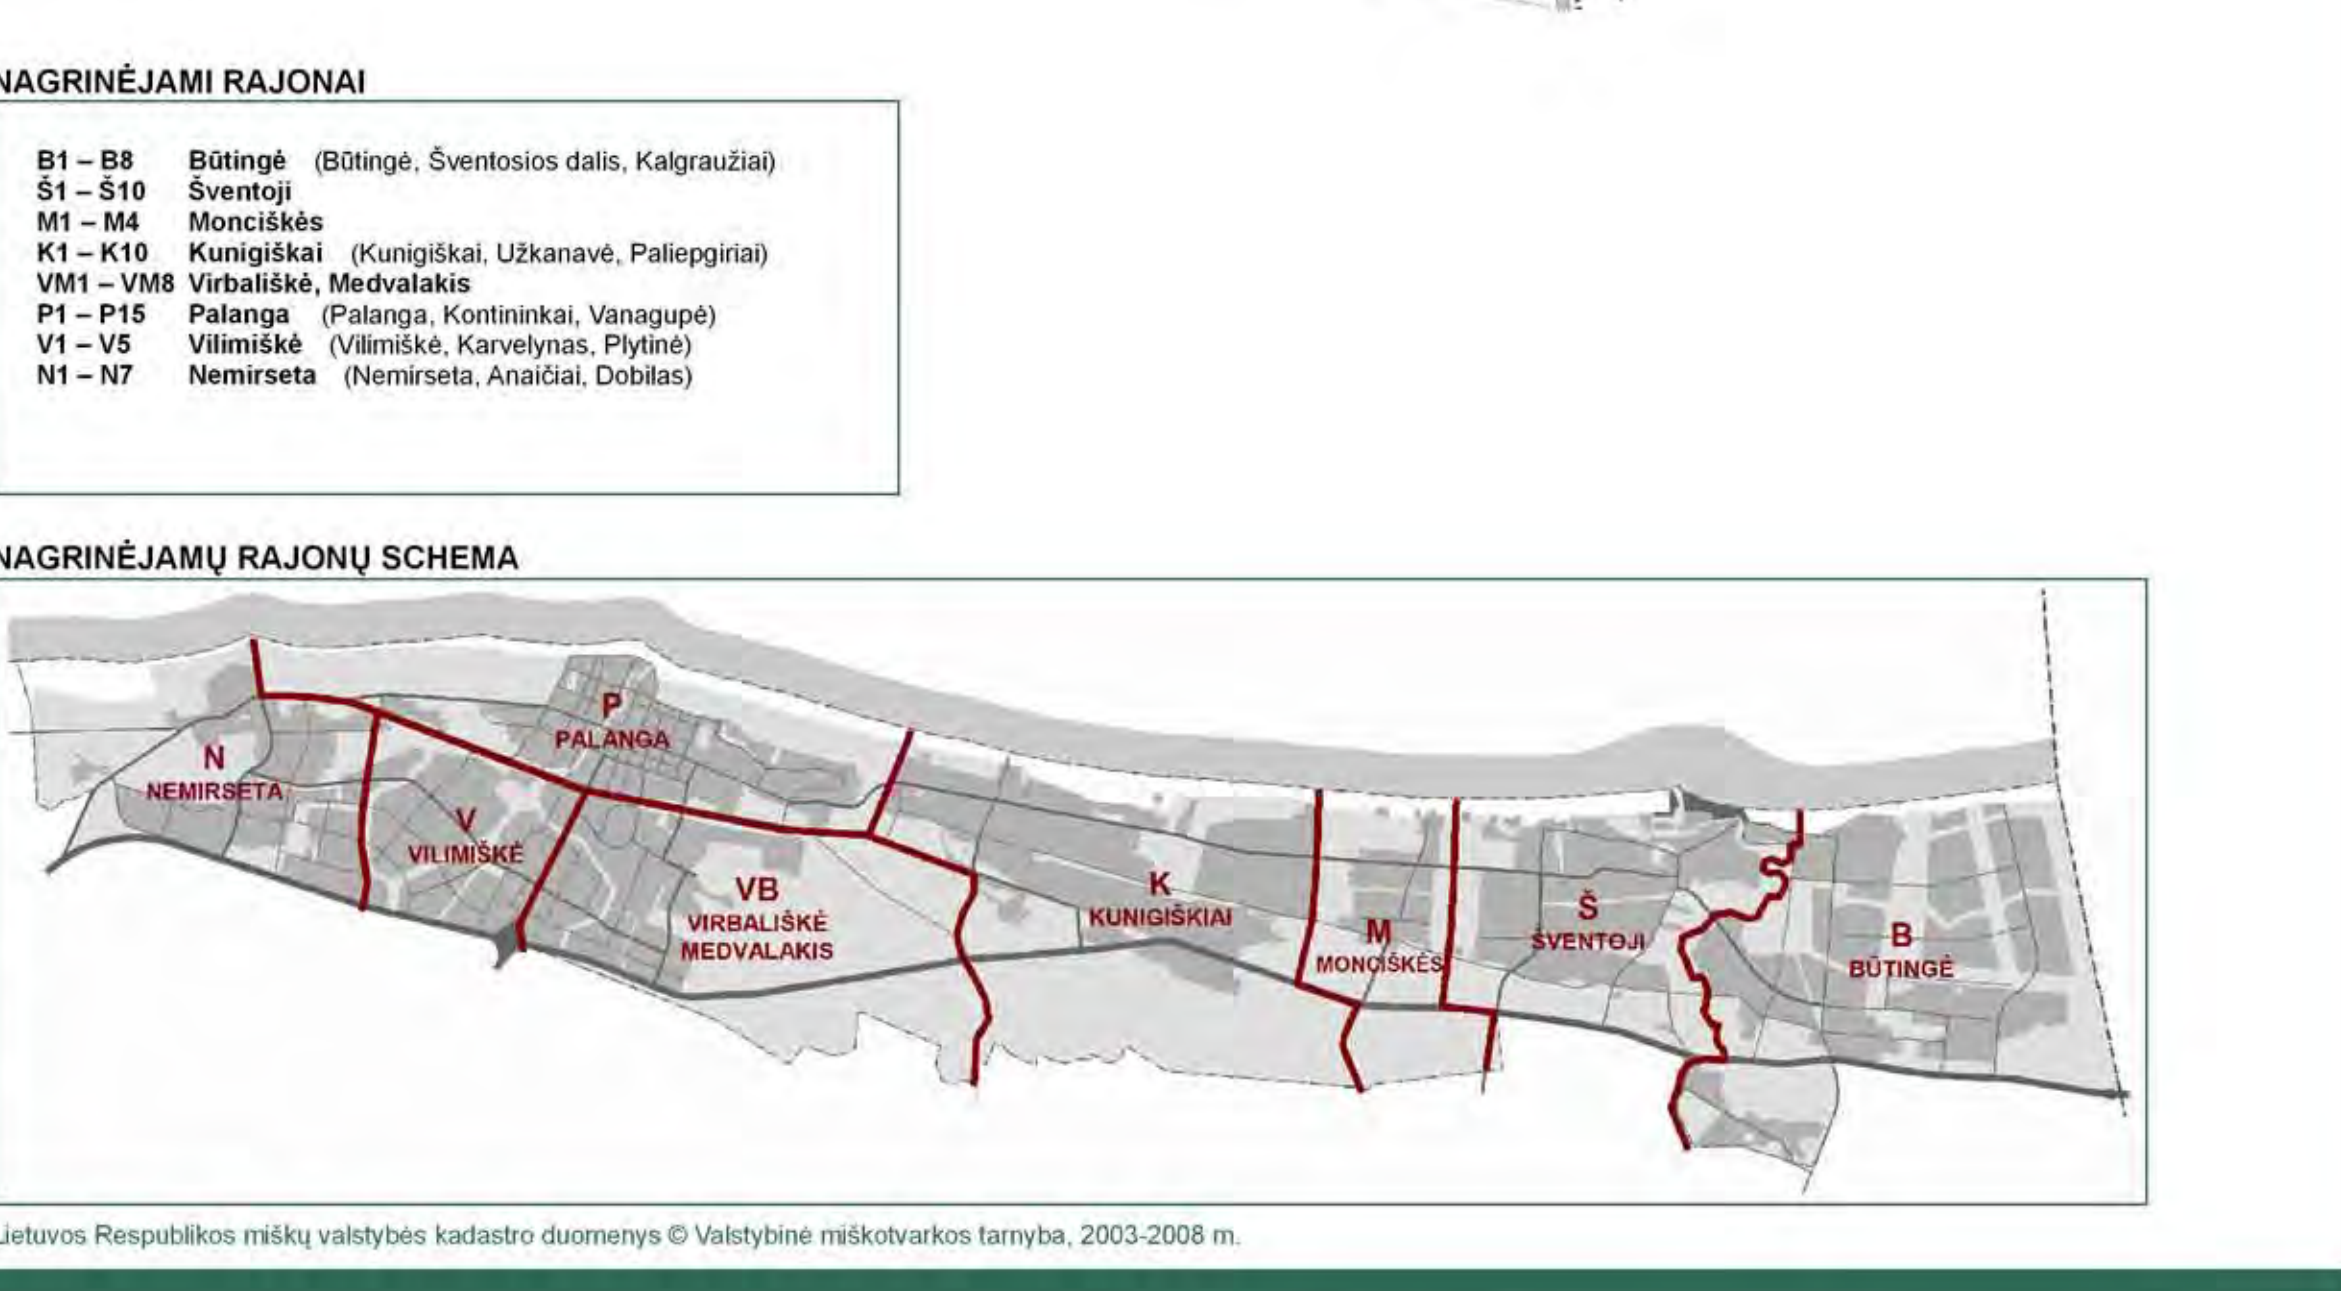 NAGRINĖJAMI RAJONAI
B1 – B8 Būtingė (Būtingė, Šventosios dalis, Kalgraužiai)
Š1 – Š10 Šventoji
M1 – M4 Monciškės
K1 – K10 Kunigiškai (Kunigiškai, Užkanavė, Paliepgiriai)
VM1 – VM8 Virbališkė, Medvalakis
P1 – P15 Palanga (Palanga, Kontininkai, Vanagupė)
V1 – V5 Vilimiškė (Vilimiškė, Karvelynas, Plytinė)
N1 – N7 Nemirseta (Nemirseta, Anaičiai, Dobilas)
NAGRINĖJAMŲ RAJONŲ SCHEMA
N
NEMIRSETA
V
VILIMIŠKĖ
P
PALANGA
VB
VIRBALIŠKĖ
MEDVALAKIS
K
KUNIGIŠKIAI
M
MONCIŠKĖS
Š
ŠVENTOJI
B
BŪTINGĖ
Lietuvos Respublikos miškų valstybės kadastro duomenys © Valstybinė miškotvarkos tarnyba, 2003-2008 m.